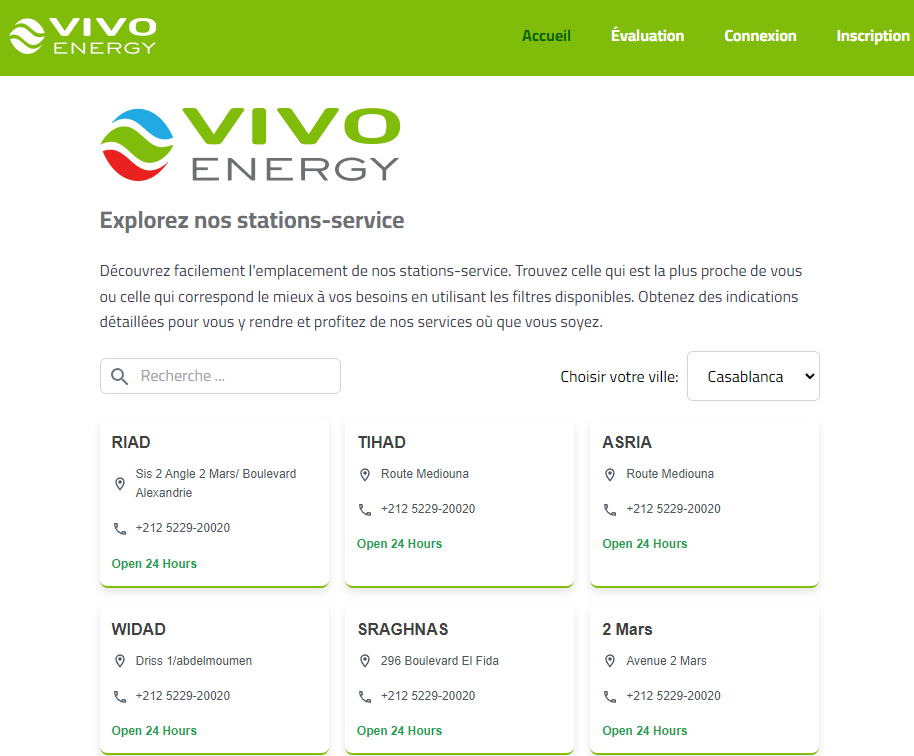 VIVO
ENERGY
Accueil Évaluation Connexion Inscription
VIVO
ENERGY
Explorez nos stations-service
Découvrez facilement l'emplacement de nos stations-service. Trouvez celle qui est la plus proche de vous
ou celle qui correspond le mieux à vos besoins en utilisant les filtres disponibles. Obtenez des indications
détaillées pour vous y rendre et profitez de nos services où que vous soyez.
Recherche ...
Choisir votre ville: Casablanca
RIAD
Sis 2 Angle 2 Mars/ Boulevard
Alexandrie
+212 5229-20020
Open 24 Hours
TIHAD
Route Mediouna
+212 5229-20020
Open 24 Hours
ASRIA
Route Mediouna
+212 5229-20020
Open 24 Hours
WIDAD
Driss 1/abdelmoumen
+212 5229-20020
Open 24 Hours
SRAGHNAS
296 Boulevard El Fida
+212 5229-20020
Open 24 Hours
2 Mars
Avenue 2 Mars
+212 5229-20020
Open 24 Hours